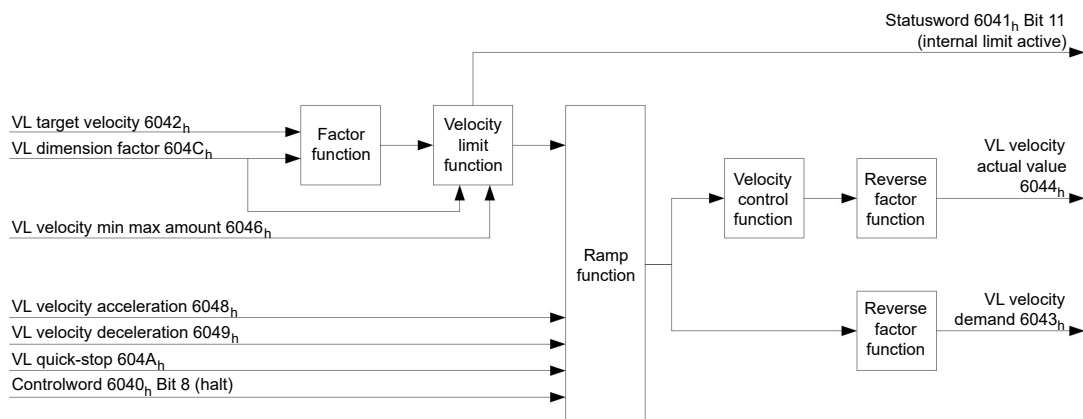 Statusword 6041h Bit 11
(internal limit active)
VL target velocity 6042h
VL dimension factor 604Ch
Factor
function
Velocity
limit
function
VL velocity min max amount 6046h
Ramp
function
Velocity
control
function
Reverse
factor
function
VL velocity
actual value
6044h
VL velocity acceleration 6048h
VL velocity deceleration 6049h
VL quick-stop 604Ah
Controlword 6040h Bit 8 (halt)
Reverse
factor
function
VL velocity
demand 6043h